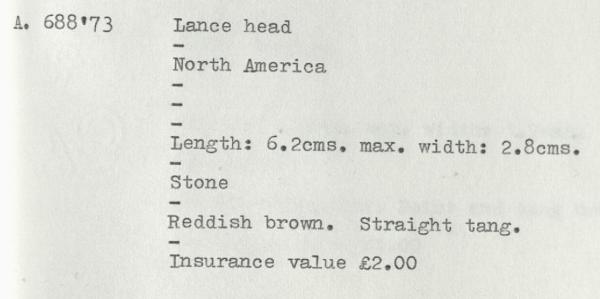 A. 688'73 Lance head
-
North America
-
-
-
Length: 6.2cms. max. width: 2.8cms.
-
Stone
-
Reddish brown. Straight tang.
-
Insurance value £2.00